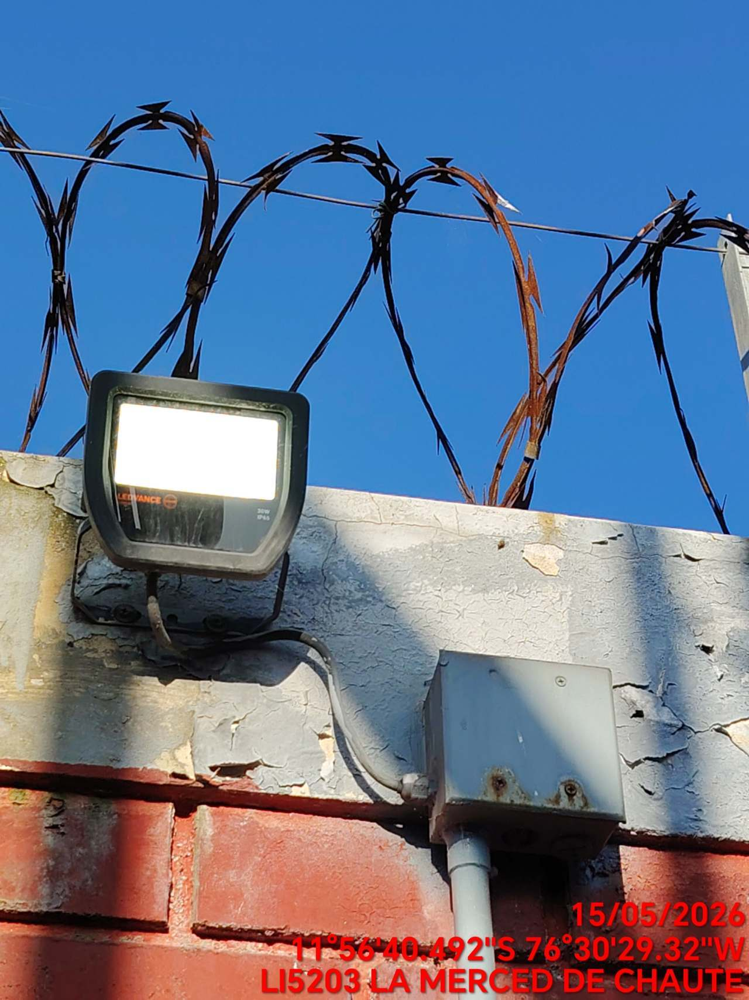 LEDVANCE
30W
IP65
15/05/2026
11°56'40.492"S 76°30'29.32"W
LI5203 LA MERCED DE CHAUTE